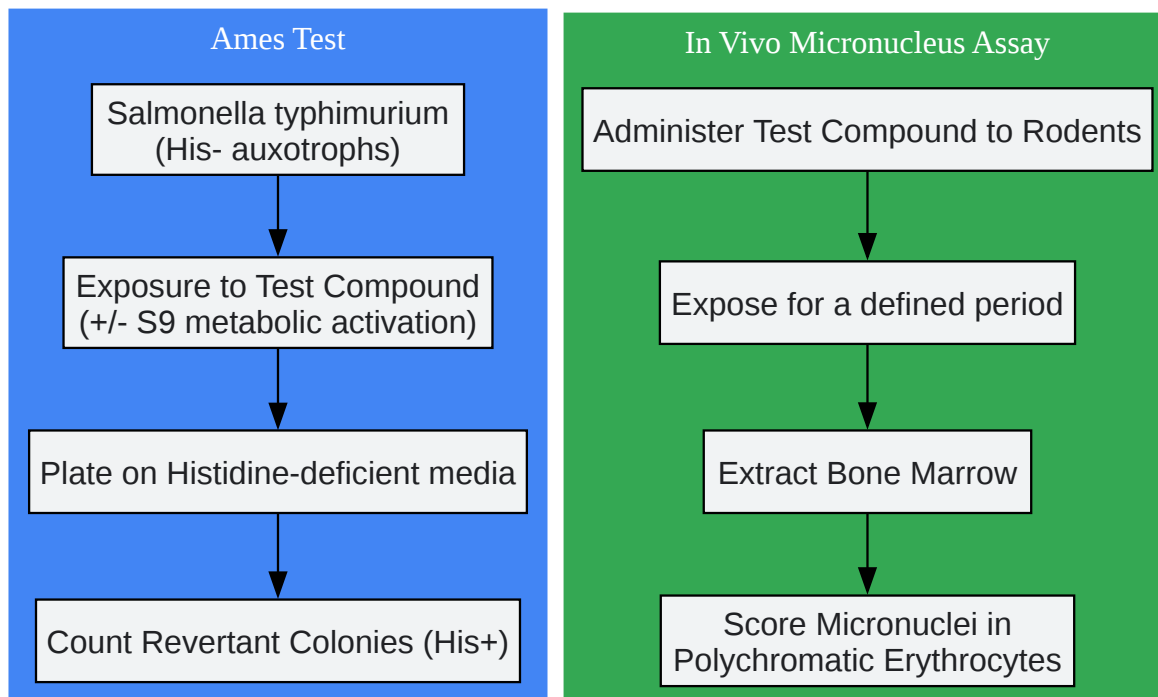 Ames Test
Salmonella typhimurium
(His- auxotrophs)
Exposure to Test Compound
(+/- S9 metabolic activation)
Plate on Histidine-deficient media
Count Revertant Colonies (His+)
In Vivo Micronucleus Assay
Administer Test Compound to Rodents
Expose for a defined period
Extract Bone Marrow
Score Micronuclei in
Polychromatic Erythrocytes